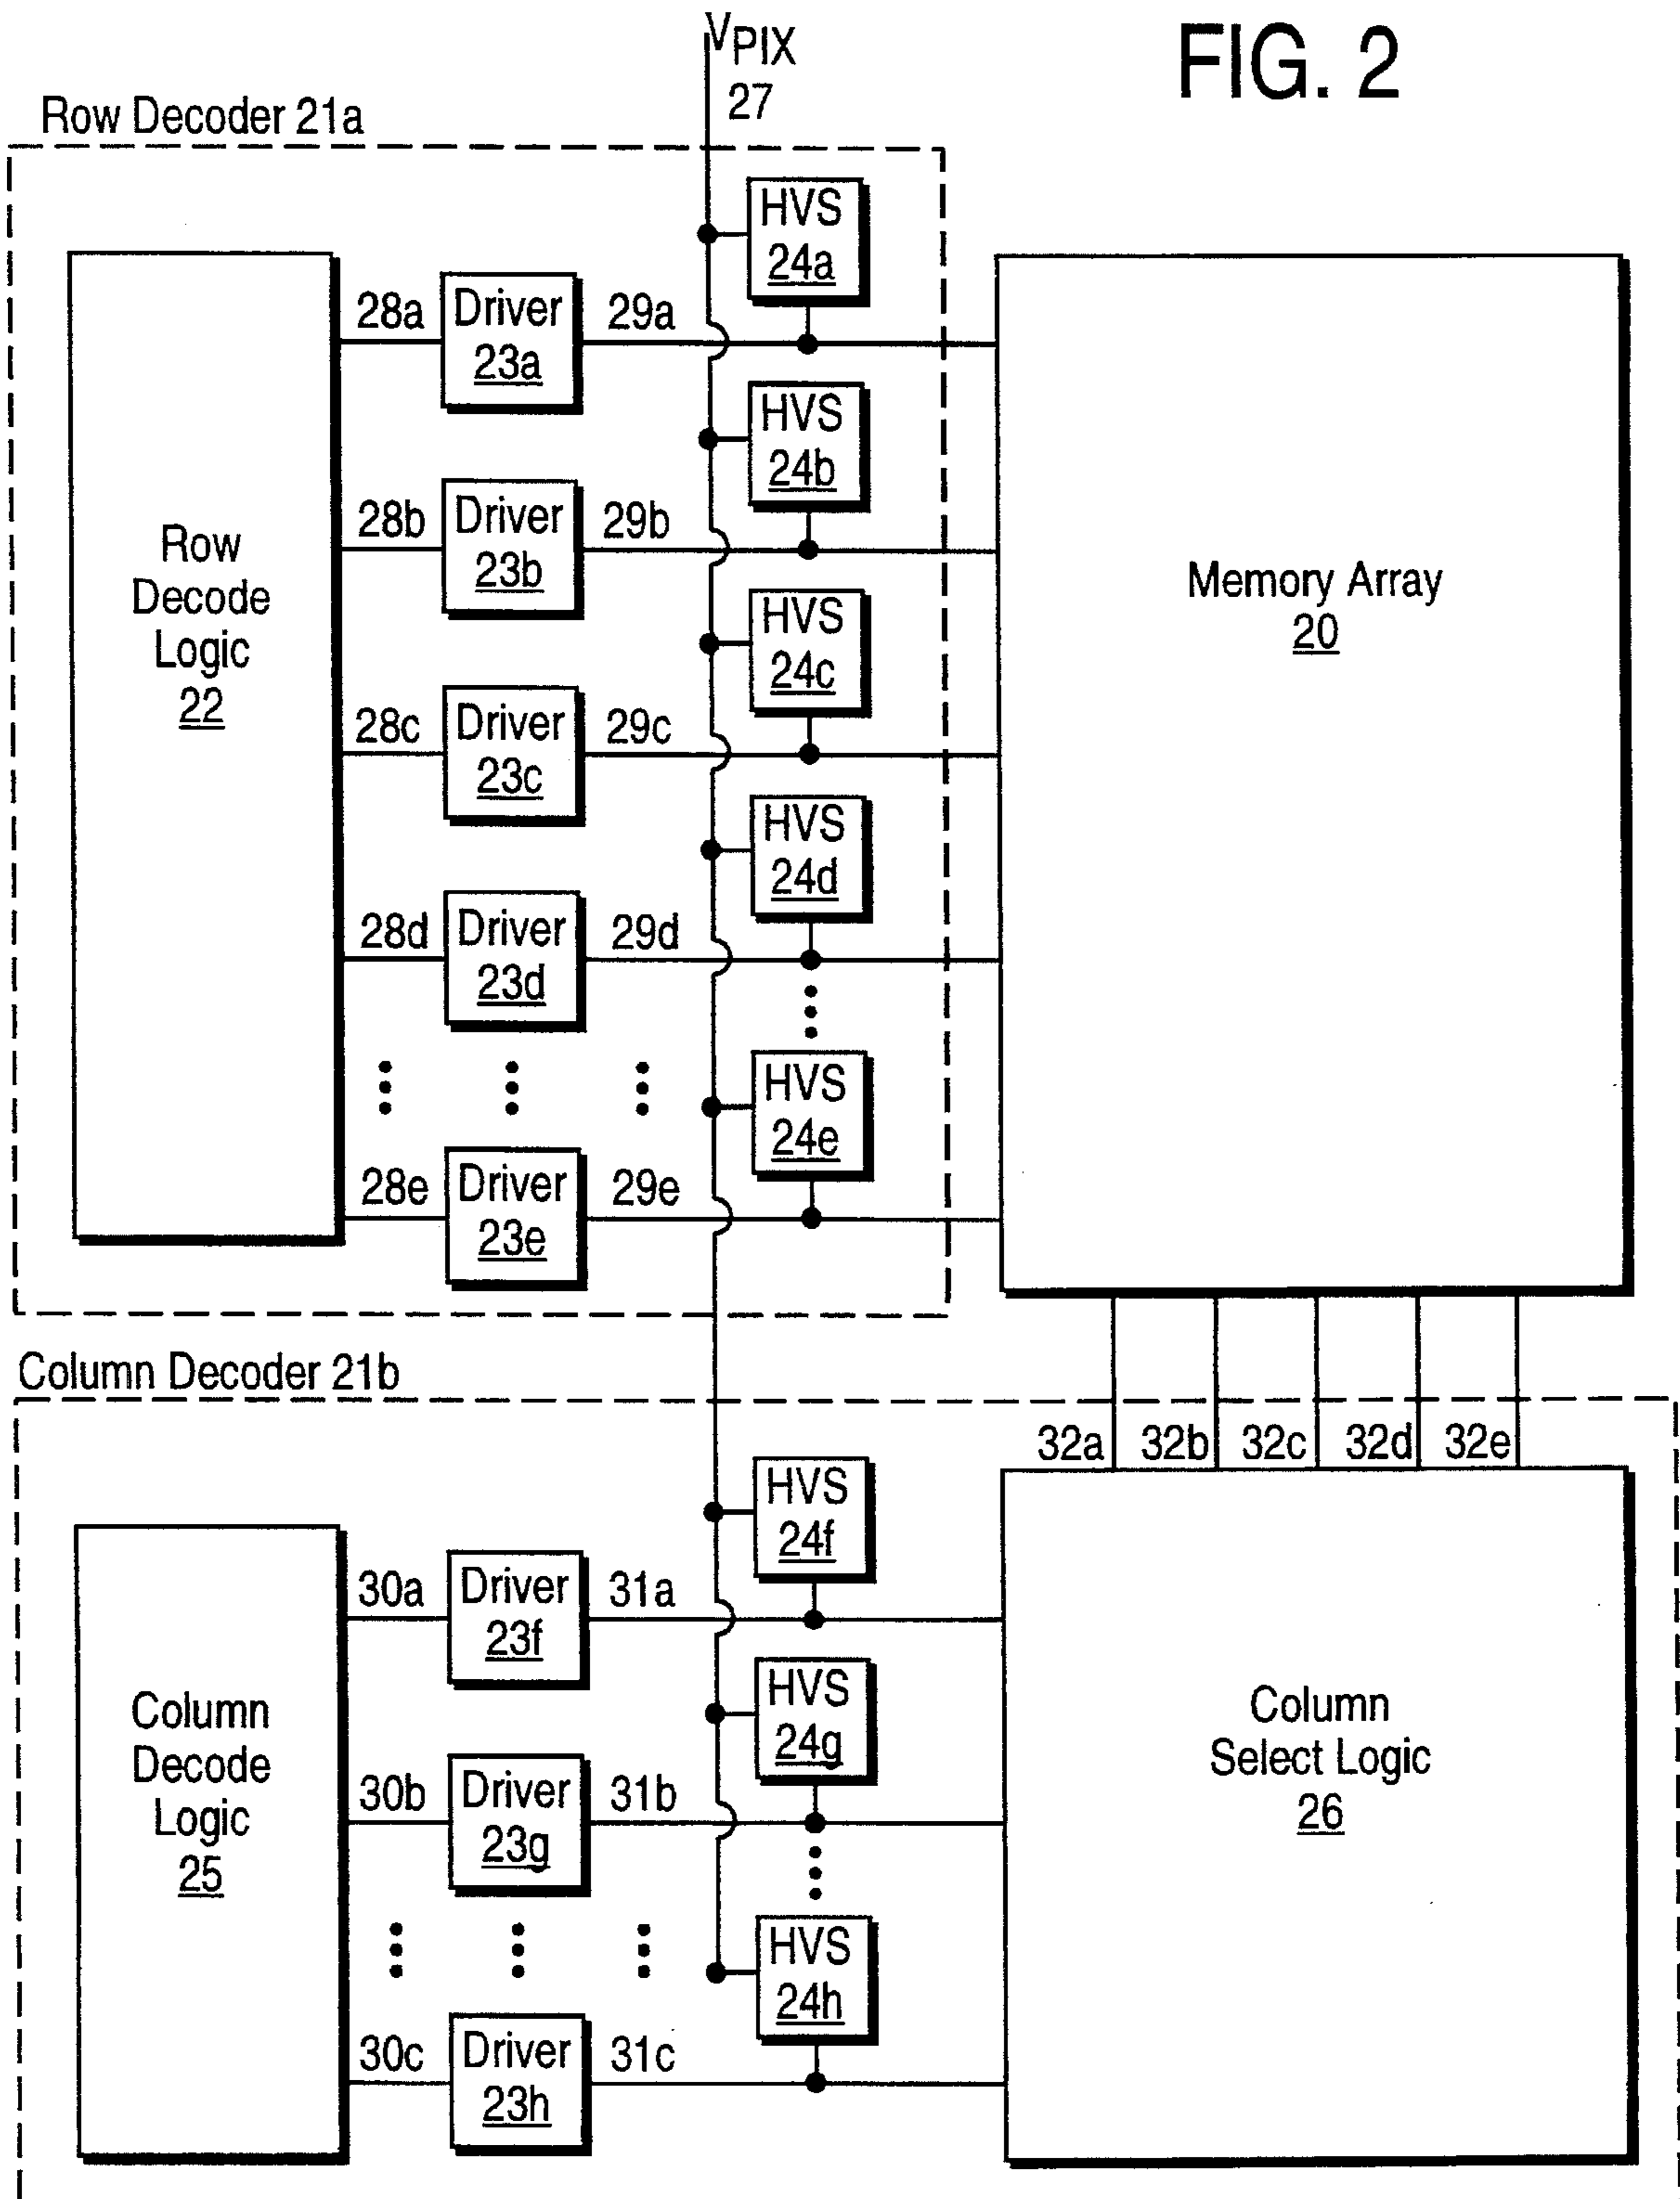 FIG. 2
VPIX
27
Row Decoder 21a
HVS
24a
28a
Driver
23a
29a
HVS
24b
28b
Driver
23b
29b
Row
Decode
Logic
22
Memory Array
20
HVS
24c
28c
Driver
23c
29c
HVS
24d
28d
Driver
23d
29d
HVS
24e
28e
Driver
23e
29e
Column Decoder 21b
32a 32b 32c 32d 32e
HVS
24f
30a
Driver
23f
31a
HVS
24g
Column
Decode
Logic
25
30b
Driver
23g
31b
Column
Select Logic
26
HVS
24h
30c
Driver
23h
31c